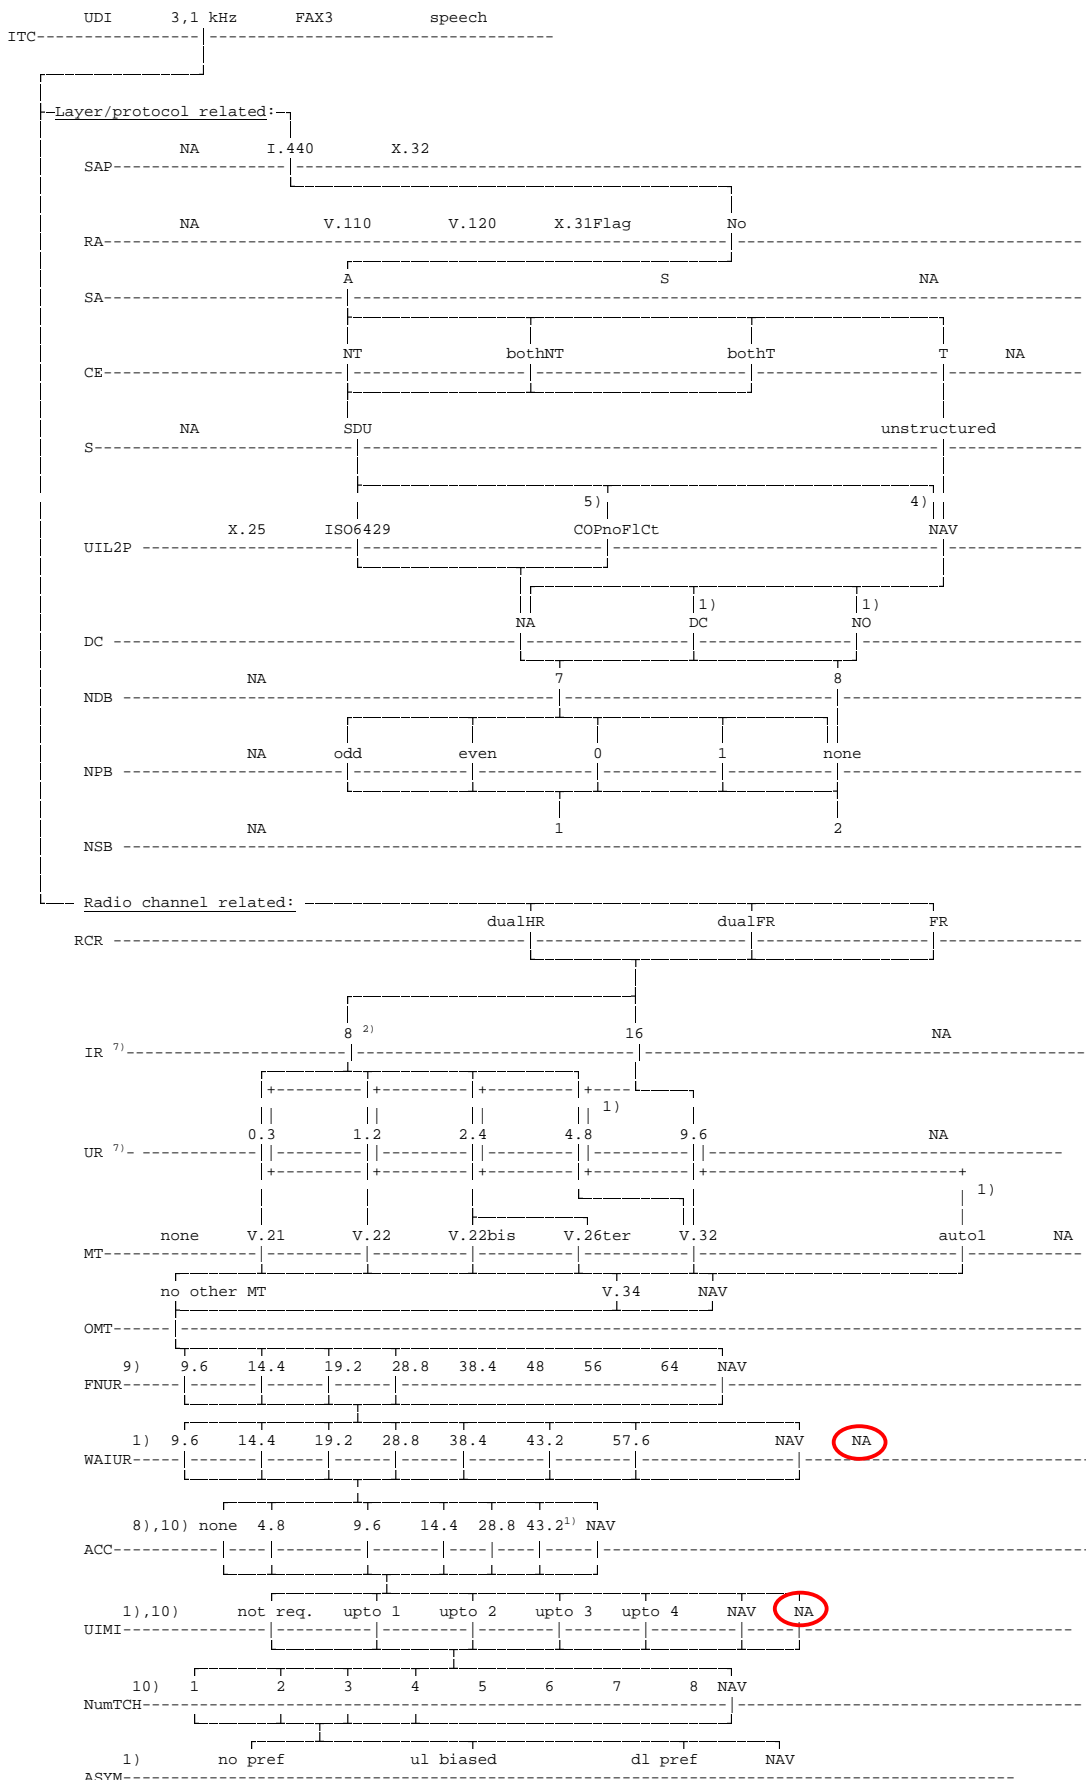 UDI 3,1 kHz FAX3 speech
ITC
Layer/protocol related:
NA I.440 X.32
SAP
NA V.110 V.120 X.31Flag No
RA
A S NA
SA
NT bothNT bothT T NA
CE
NA SDU unstructured
S
5) 4)
X.25 ISO6429 COPnoFlCt NAV
UIL2P
1) 1)
NA DC NO
DC
NA 7 8
NDB
NA odd even 0 1 none
NPB
NA 1 2
NSB
Radio channel related:
dualHR dualFR FR
RCR
8 2) 16 NA
IR 7)
1)
0.3 1.2 2.4 4.8 9.6 NA
UR 7)
1)
none V.21 V.22 V.22bis V.26ter V.32 auto1 NA
MT
no other MT V.34 NAV
OMT
9) 9.6 14.4 19.2 28.8 38.4 48 56 64 NAV
FNUR
1) 9.6 14.4 19.2 28.8 38.4 43.2 57.6 NAV NA
WAIUR
8),10) none 4.8 9.6 14.4 28.8 43.2 1) NAV
ACC
1),10) not req. upto 1 upto 2 upto 3 upto 4 NAV NA
UIMI
10) 1 2 3 4 5 6 7 8 NAV
NumTCH
1) no pref ul biased dl pref NAV
ASYM